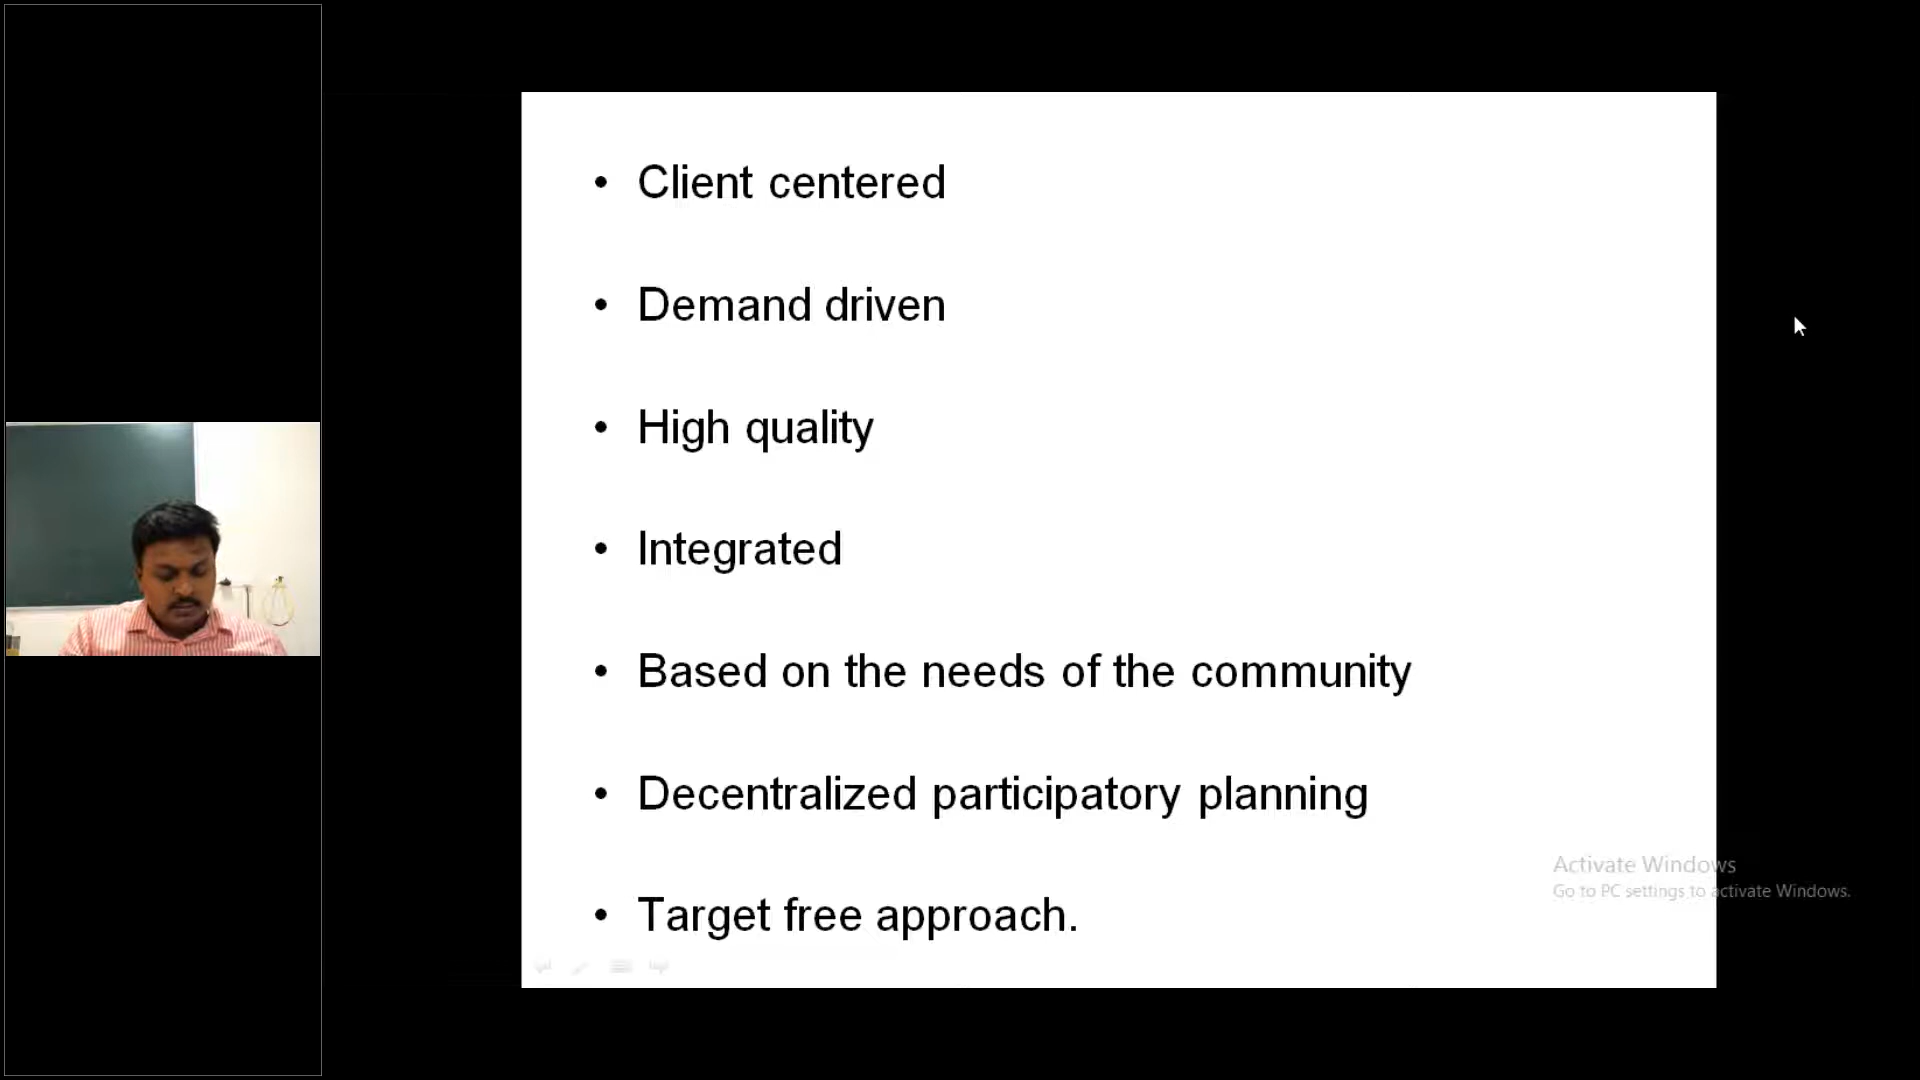 • Client centered
• Demand driven
• High quality
• Integrated
• Based on the needs of the community
• Decentralized participatory planning
• Target free approach.
Activate Windows
Go to PC settings to activate Windows.